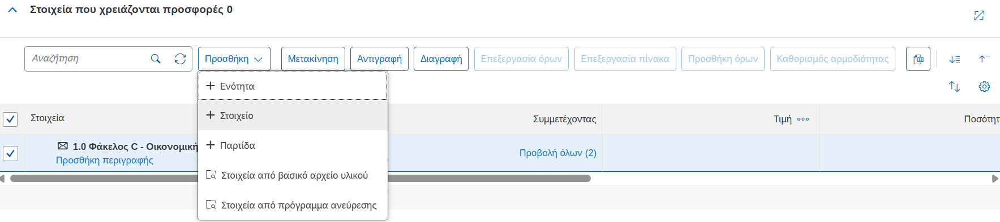 Στοιχεία που χρειάζονται προσφορές 0
Αναζήτηση
Προσθήκη
Μετακίνηση
Αντιγραφή
Διαγραφή
Επεξεργασία όρων
Επεξεργασία πίνακα
Προσθήκη όρων
Καθορισμός αρμοδιότητας
+ Ενότητα
+ Στοιχείο
+ Παρτίδα
Στοιχεία από βασικό αρχείο υλικού
Στοιχεία από πρόγραμμα ανεύρεσης
Στοιχεία
Συμμετέχοντας
Τιμή
Ποσότητ
1.0 Φάκελος C - Οικονομική
Προσθήκη περιγραφής
Προβολή όλων (2)